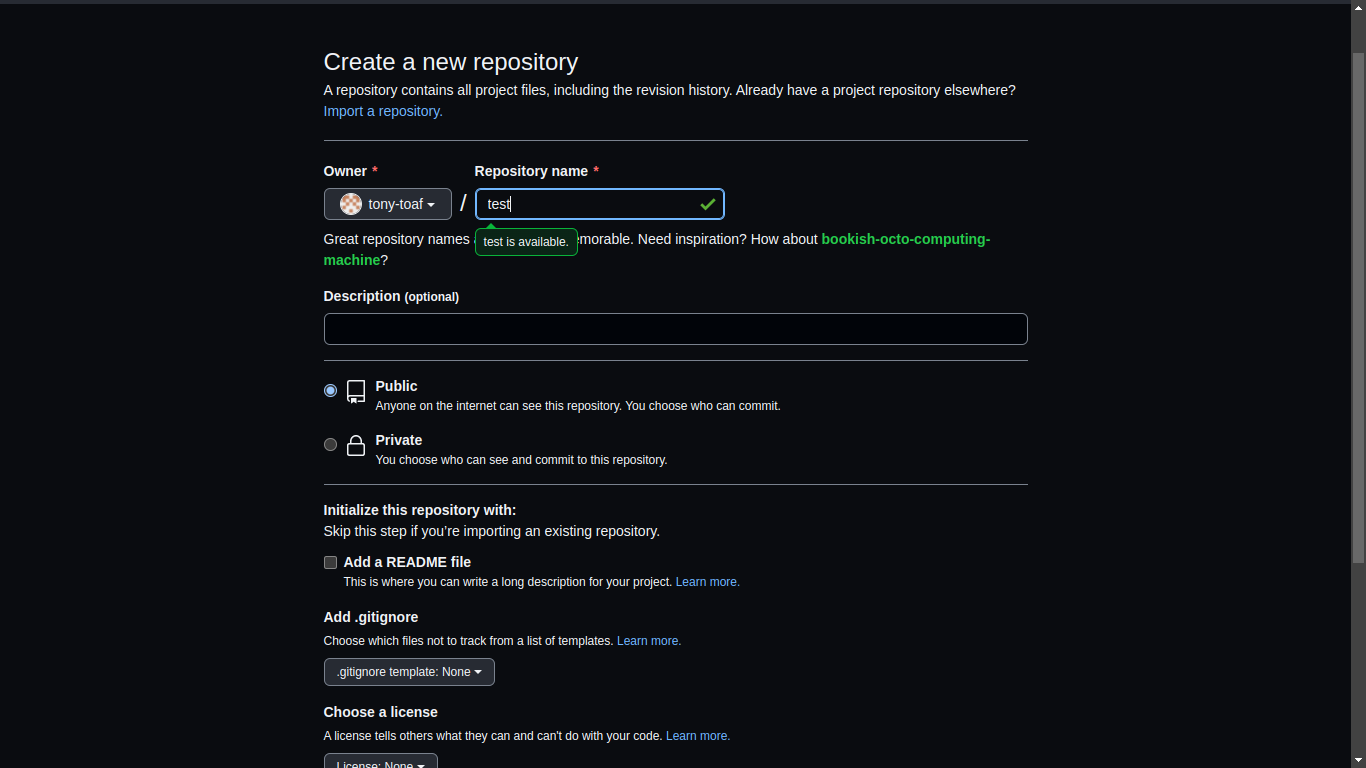 Create a new repository
A repository contains all project files, including the revision history. Already have a project repository elsewhere?
Import a repository.
Owner *
Repository name *
tony-toaf
/
test
Great repository names
emorable. Need inspiration? How about bookish-octo-computing-
test is available.
machine?
Description (optional)
Public
Anyone on the internet can see this repository. You choose who can commit.
Private
You choose who can see and commit to this repository.
Initialize this repository with:
Skip this step if you’re importing an existing repository.
Add a README file
This is where you can write a long description for your project. Learn more.
Add .gitignore
Choose which files not to track from a list of templates. Learn more.
.gitignore template: None
Choose a license
A license tells others what they can and can't do with your code. Learn more.
License: None